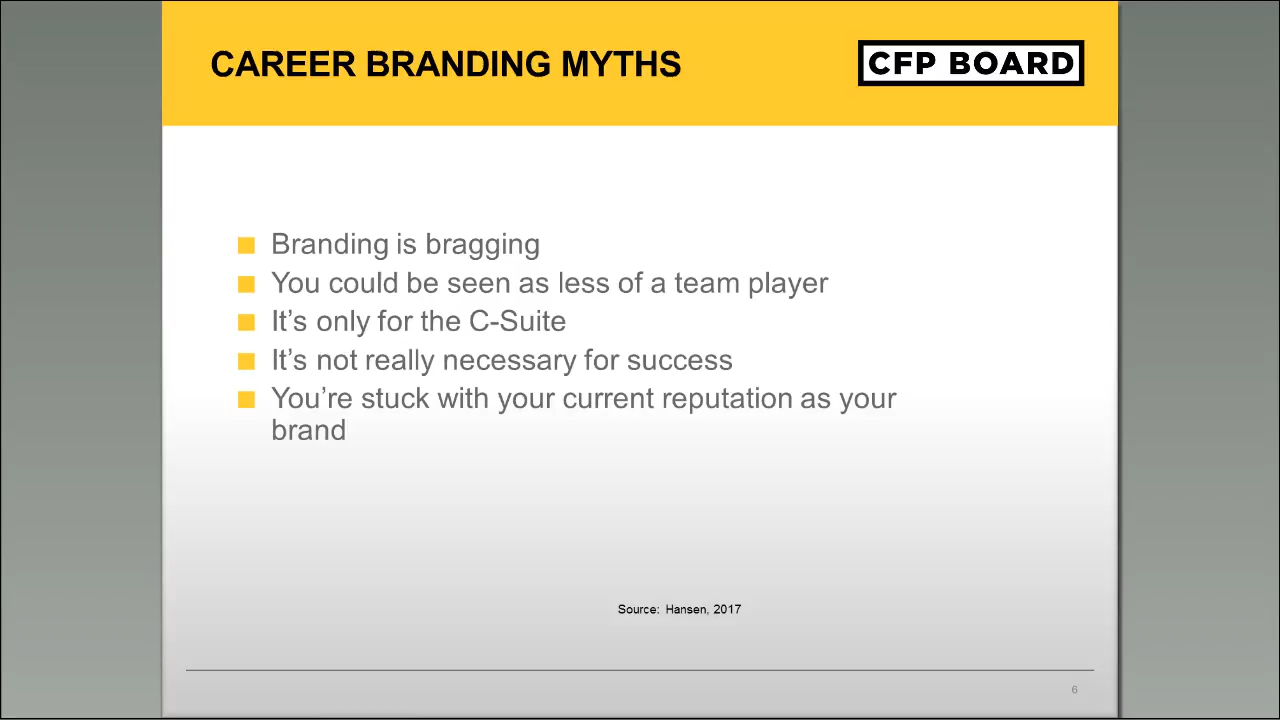 CAREER BRANDING MYTHS
CFP BOARD
Branding is bragging
You could be seen as less of a team player
It’s only for the C-Suite
It’s not really necessary for success
You’re stuck with your current reputation as your
brand
Source: Hansen, 2017
6